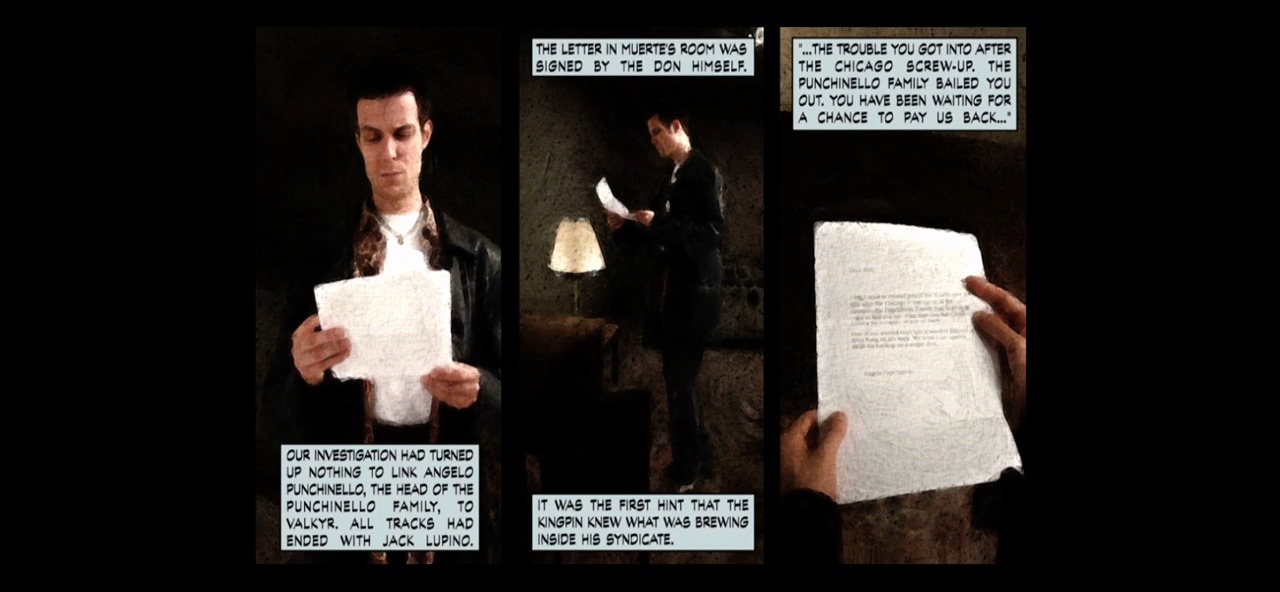 OUR INVESTIGATION HAD TURNED
UP NOTHING TO LINK ANGELO
PUNCHINELLO, THE HEAD OF THE
PUNCHINELLO FAMILY, TO
VALKYR. ALL TRACKS HAD
ENDED WITH JACK LUPINO.
THE LETTER IN MUERTE'S ROOM WAS
SIGNED BY THE DON HIMSELF.
IT WAS THE FIRST HINT THAT THE
KINGPIN KNEW WHAT WAS BREWING
INSIDE HIS SYNDICATE.
"...THE TROUBLE YOU GOT INTO AFTER
THE CHICAGO SCREW-UP. THE
PUNCHINELLO FAMILY BAILED YOU
OUT. YOU HAVE BEEN WAITING FOR
A CHANCE TO PAY US BACK..."